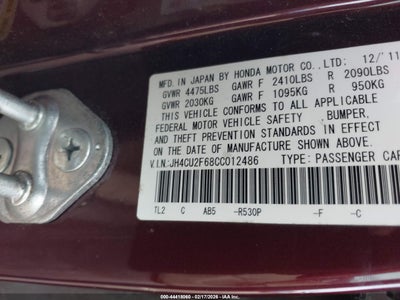 MFD. IN JAPAN BY HONDA MOTOR CO.,LTD: 12/'11
GVWR 4475LBS GAWR F 2410LBS R 2090LBS
GVWR 2030KG GAWR F 1095KG R 950KG
THIS VEHICLE CONFORMS TO ALL APPLICABLE
FEDERAL MOTOR VEHICLE SAFETY, BUMPER,
AND THEFT PREVENTION STANDARDS IN EFFECT
ON THE DATE OF MANUFACTURE SHOWN ABOVE.
V.I.N:JH4CU2F68CC012486 TYPE: PASSENGER CAR
TL2 C AB5 -R530P -F -C
000-44418060 02/17/2026 - IAAI, Inc.